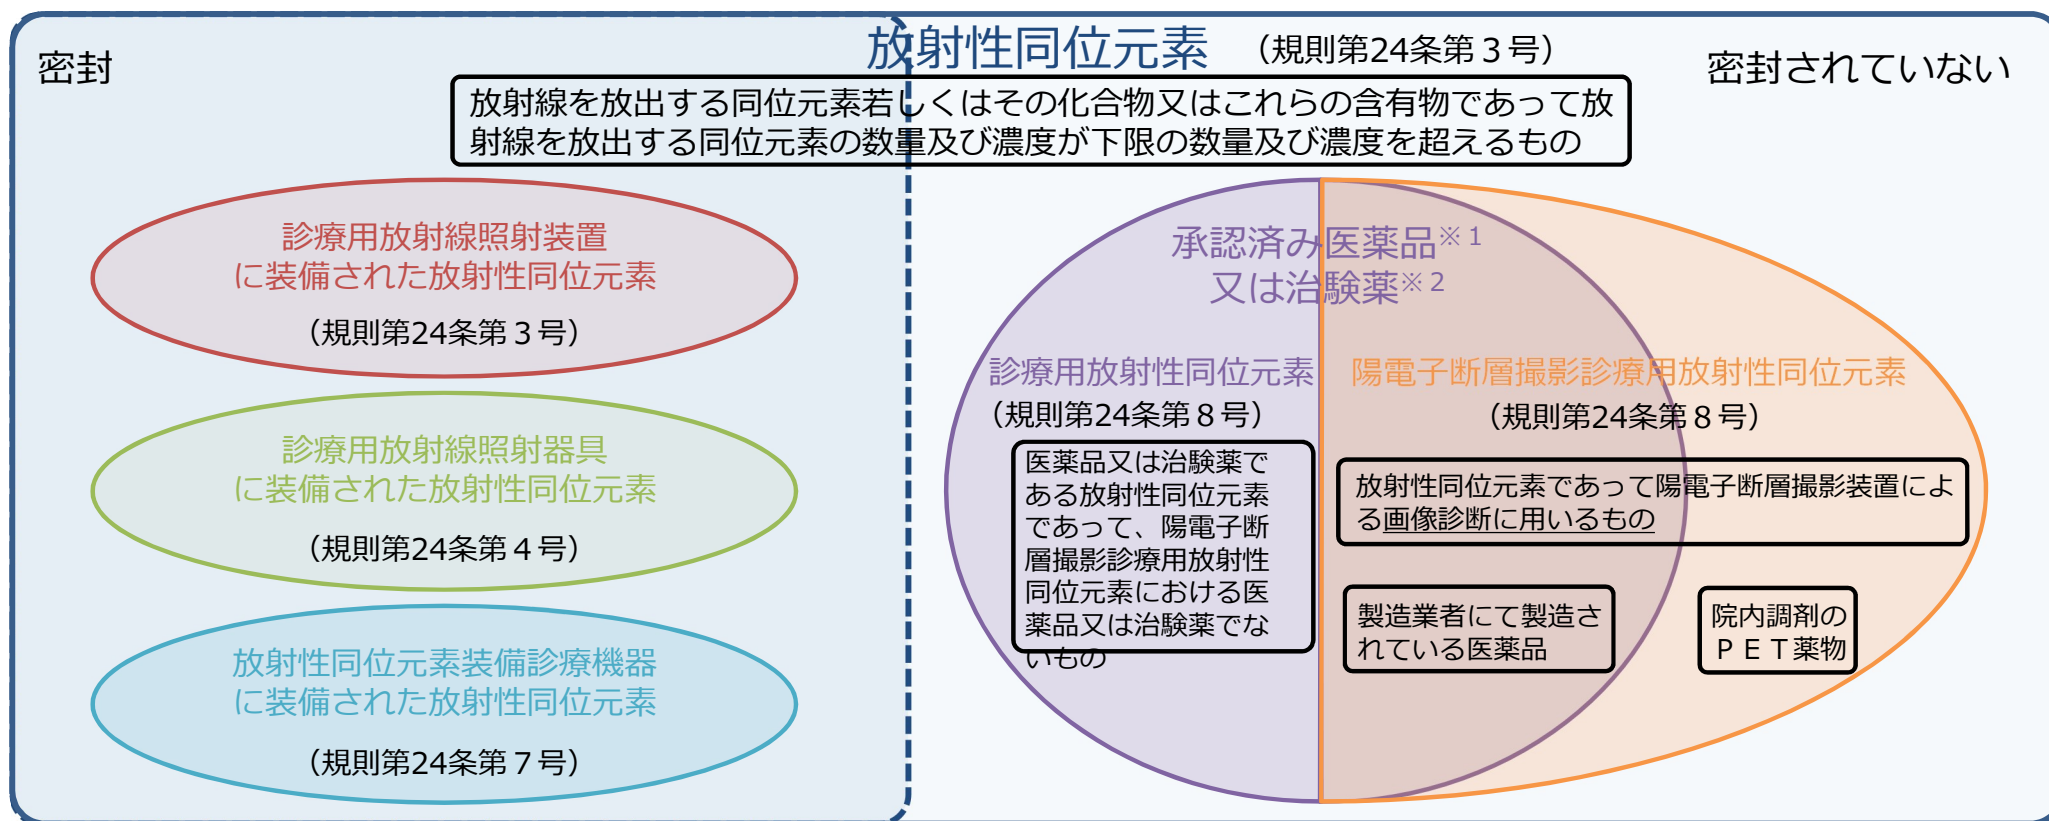 放射性同位元素 （規則第24条第３号）
密封
密封されていない
放射線を放出する同位元素若しくはその化合物又はこれらの含有物であって放
射線を放出する同位元素の数量及び濃度が下限の数量及び濃度を超えるもの
診療用放射線照射装置
に装備された放射性同位元素
（規則第24条第３号）
診療用放射線照射器具
に装備された放射性同位元素
（規則第24条第４号）
放射性同位元素装備診療機器
に装備された放射性同位元素
（規則第24条第７号）
承認済み医薬品※１
又は治験薬※２
診療用放射性同位元素
（規則第24条第８号）
医薬品又は治験薬で
ある放射性同位元素
であって、陽電子断
層撮影診療用放射性
同位元素における医
薬品又は治験薬でな
いもの
陽電子断層撮影診療用放射性同位元素
（規則第24条第８号）
放射性同位元素であって陽電子断層撮影装置によ
る画像診断に用いるもの
製造業者にて製造さ
れている医薬品
院内調剤の
ＰＥＴ薬物